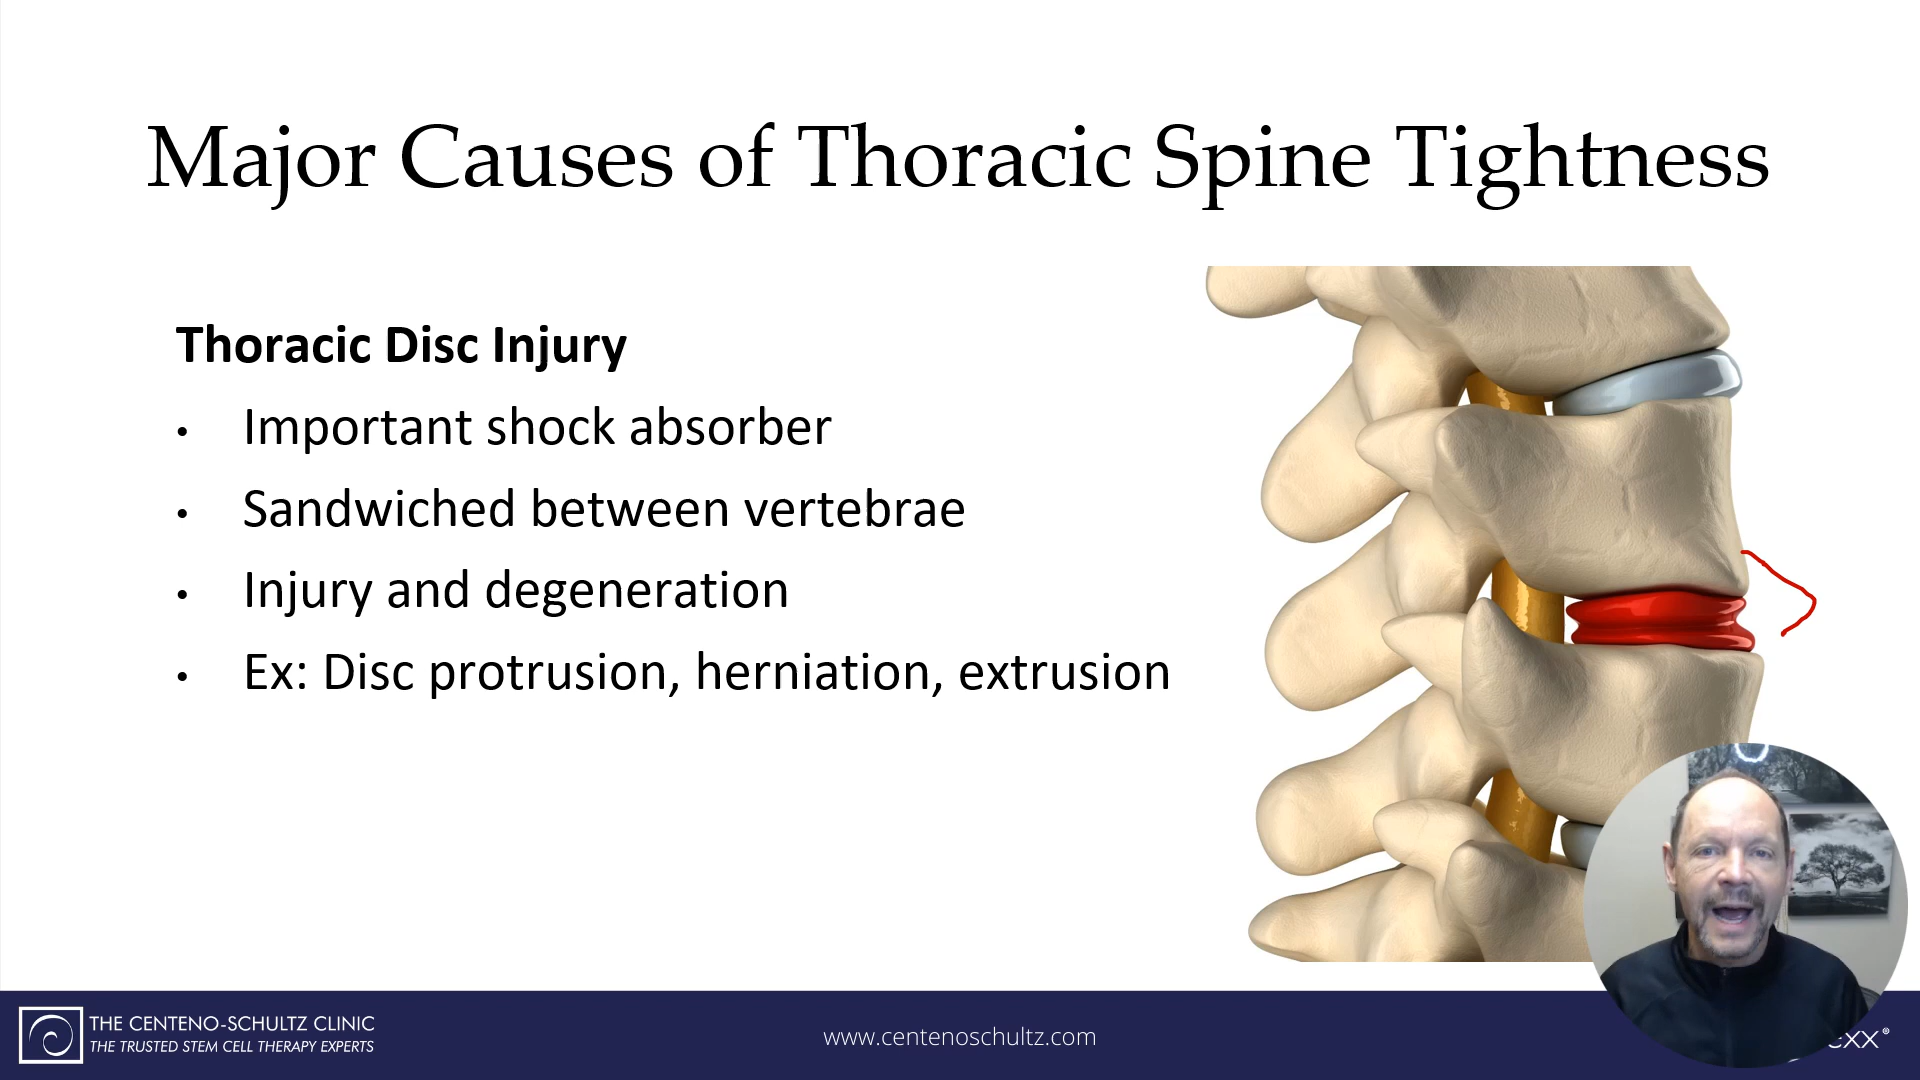 Major Causes of Thoracic Spine Tightness
Thoracic Disc Injury
• Important shock absorber
• Sandwiched between vertebrae
• Injury and degeneration
• Ex: Disc protrusion, herniation, extrusion
THE CENTENO-SCHULTZ CLINIC
THE TRUSTED STEM CELL THERAPY EXPERTS
www.centenoschultz.com